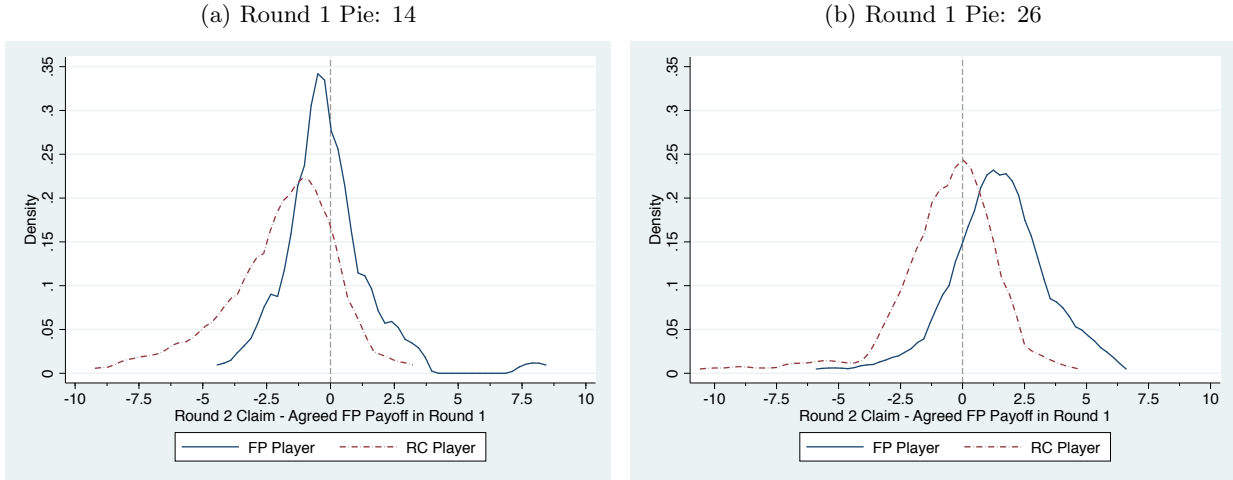 (a) Round 1 Pie: 14
.35
.3
.25
.2
.15
.1
.05
0
Density
-10 -7.5 -5 -2.5 0 2.5 5 7.5 10
Round 2 Claim - Agreed FP Payoff in Round 1
FP Player RC Player
(b) Round 1 Pie: 26
.35
.3
.25
.2
.15
.1
.05
0
Density
-10 -7.5 -5 -2.5 0 2.5 5 7.5 10
Round 2 Claim - Agreed FP Payoff in Round 1
FP Player RC Player